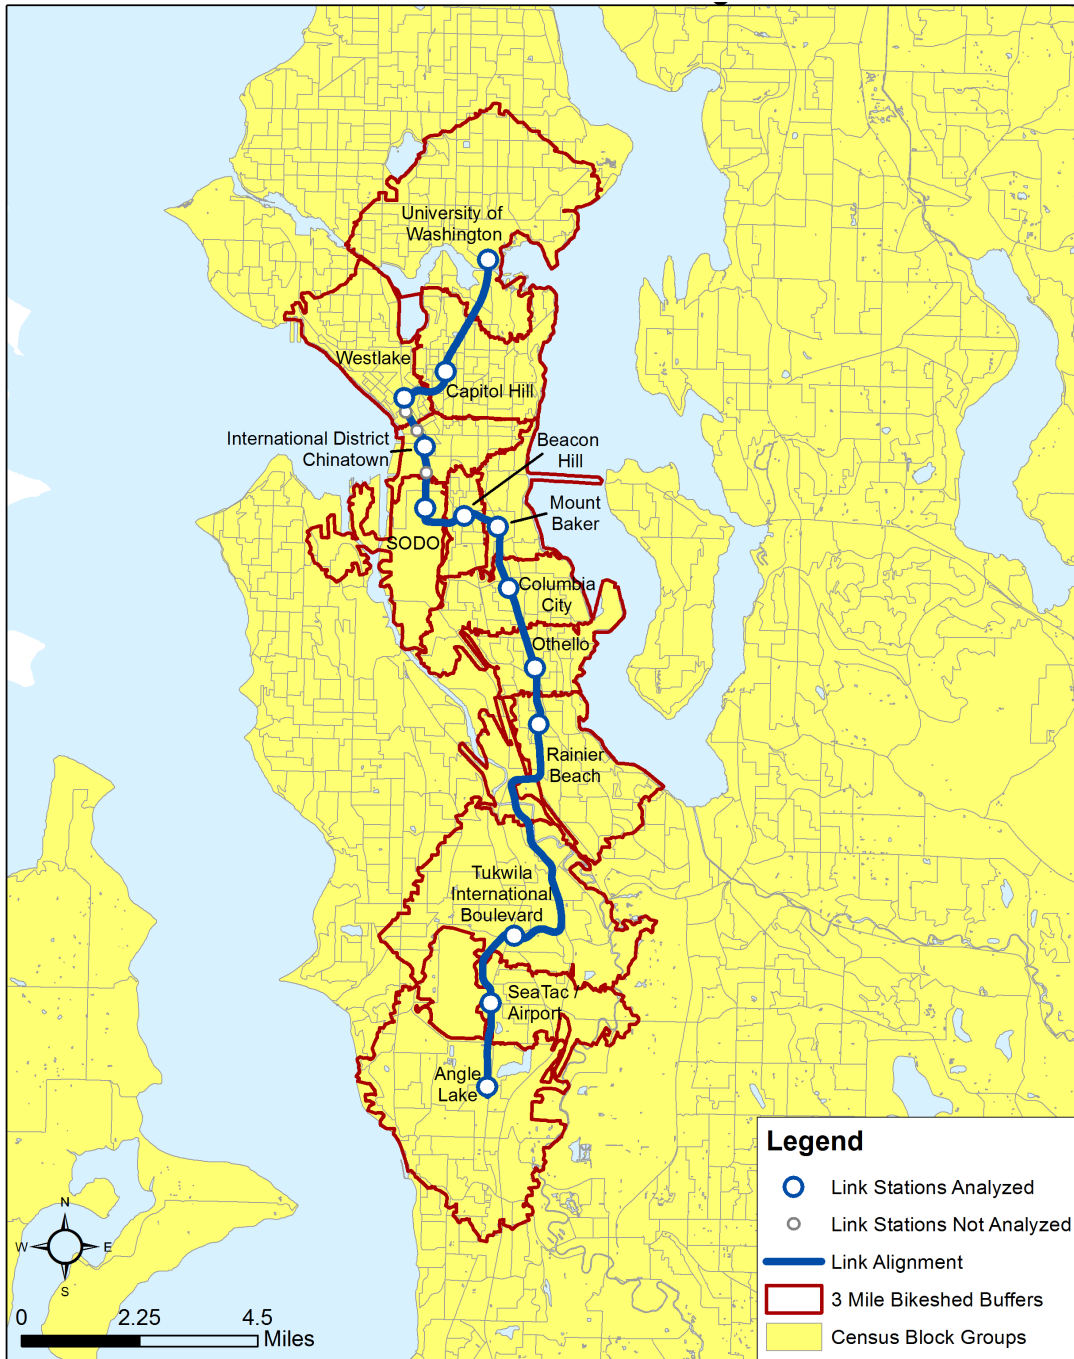 University of
Washington
Westlake
Capitol Hill
International District
Chinatown
Beacon
Hill
Mount
Baker
SODO
Columbia
City
Othello
Rainier
Beach
Tukwila
International
Boulevard
SeaTac /
Airport
Angle
Lake
Legend
Link Stations Analyzed
Link Stations Not Analyzed
Link Alignment
3 Mile Bikeshed Buffers
Census Block Groups
N
W E
S
0 2.25 4.5
Miles